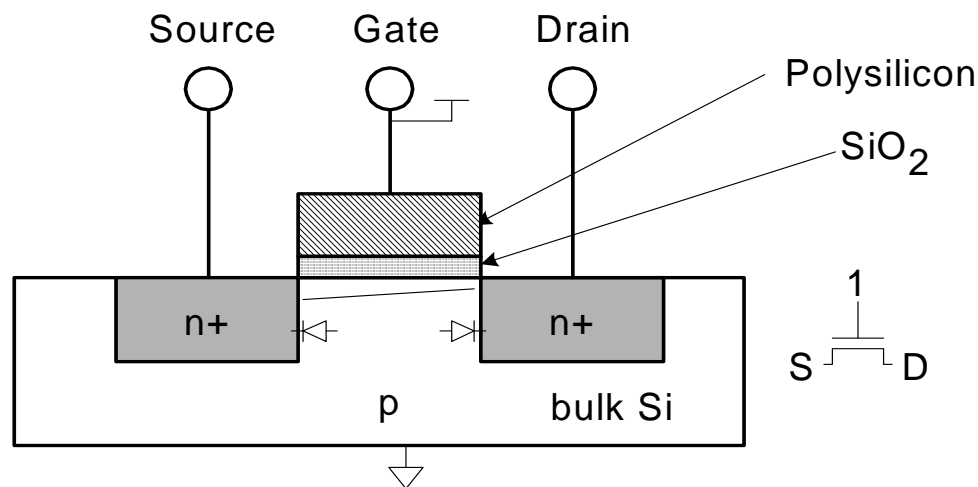 Source Gate Drain
Polysilicon
SiO2
1
n+ n+
S D
p bulk Si